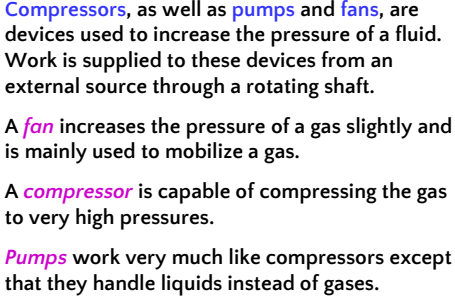 Compressors, as well as pumps and fans, are
devices used to increase the pressure of a fluid.
Work is supplied to these devices from an
external source through a rotating shaft.
A fan increases the pressure of a gas slightly and
is mainly used to mobilize a gas.
A compressor is capable of compressing the gas
to very high pressures.
Pumps work very much like compressors except
that they handle liquids instead of gases.